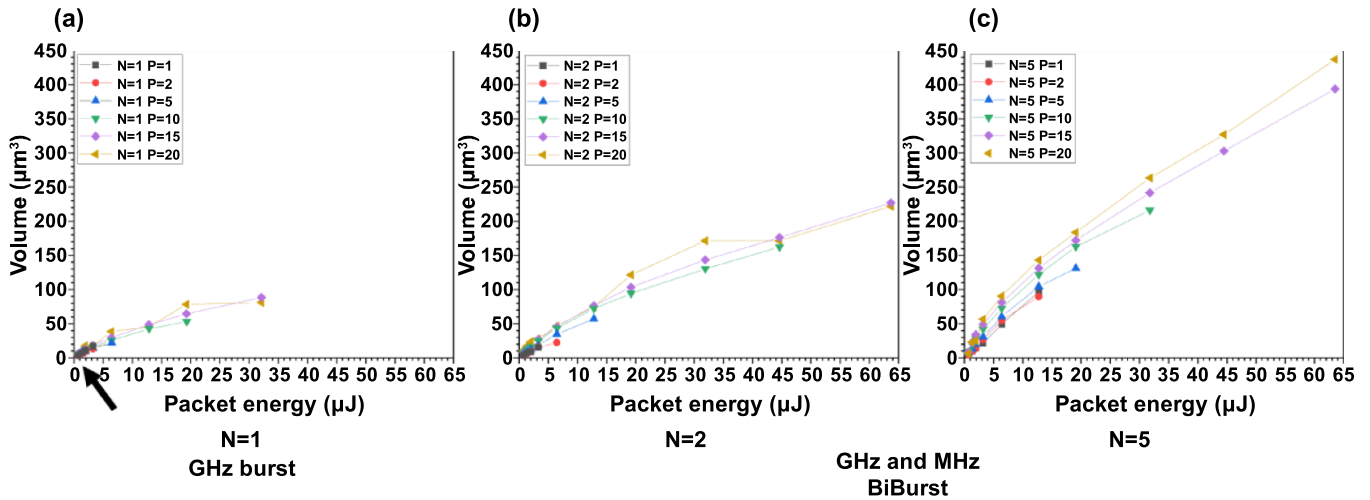 (a)
450
400
350
300
250
200
150
100
50
0
Volume (μm³)
N=1 P=1
N=1 P=2
N=1 P=5
N=1 P=10
N=1 P=15
N=1 P=20
0 5 10 15 20 25 30 35 40 45 50 55 60 65
Packet energy (μJ)
N=1
GHz burst
(b)
450
400
350
300
250
200
150
100
50
0
Volume (μm³)
N=2 P=1
N=2 P=2
N=2 P=5
N=2 P=10
N=2 P=15
N=2 P=20
0 5 10 15 20 25 30 35 40 45 50 55 60 65
Packet energy (μJ)
N=2
(c)
450
400
350
300
250
200
150
100
50
0
Volume (μm³)
N=5 P=1
N=5 P=2
N=5 P=5
N=5 P=10
N=5 P=15
N=5 P=20
0 5 10 15 20 25 30 35 40 45 50 55 60 65
Packet energy (μJ)
N=5
GHz and MHz
BiBurst